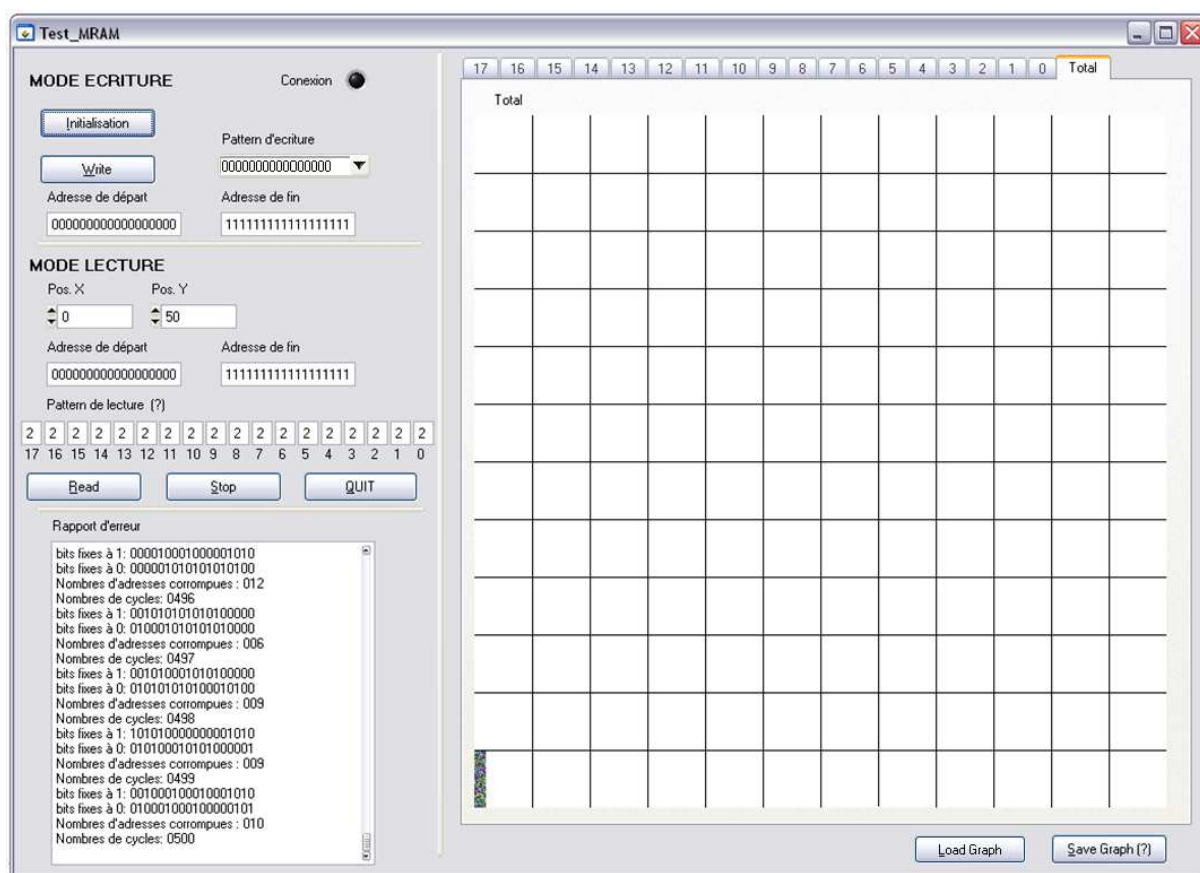 Test_MRAM
MODE ECRITURE
Conexion
Initialisation
Pattern d'ecriture
Write
0000000000000000
Adresse de départ
Adresse de fin
000000000000000000
111111111111111111
MODE LECTURE
Pos. X
Pos. Y
0
50
Adresse de départ
Adresse de fin
000000000000000000
111111111111111111
Pattern de lecture (?)
2 2 2 2 2 2 2 2 2 2 2 2 2 2 2 2 2 2
17 16 15 14 13 12 11 10 9 8 7 6 5 4 3 2 1 0
Read
Stop
QUIT
Rapport d'erreur
bits fixes à 1: 000010001000001010
bits fixes à 0: 000001010101010100
Nombres d'adresses corrompues : 012
Nombres de cycles: 0496
bits fixes à 1: 001010101010100000
bits fixes à 0: 010001010101010000
Nombres d'adresses corrompues : 006
Nombres de cycles: 0497
bits fixes à 1: 001010001010100000
bits fixes à 0: 010101010100010100
Nombres d'adresses corrompues : 009
Nombres de cycles: 0498
bits fixes à 1: 101010000000001010
bits fixes à 0: 010100010101000001
Nombres d'adresses corrompues : 009
Nombres de cycles: 0499
bits fixes à 1: 001000100010001010
bits fixes à 0: 010001000100000101
Nombres d'adresses corrompues : 010
Nombres de cycles: 0500
17 16 15 14 13 12 11 10 9 8 7 6 5 4 3 2 1 0 Total
Total
Load Graph
Save Graph (?)